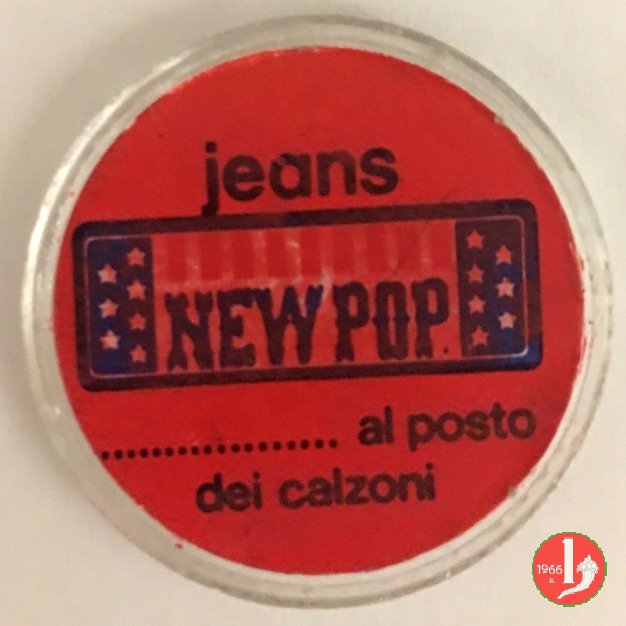 jeans
NEW POP.
................. al posto
dei calzoni
1966
R